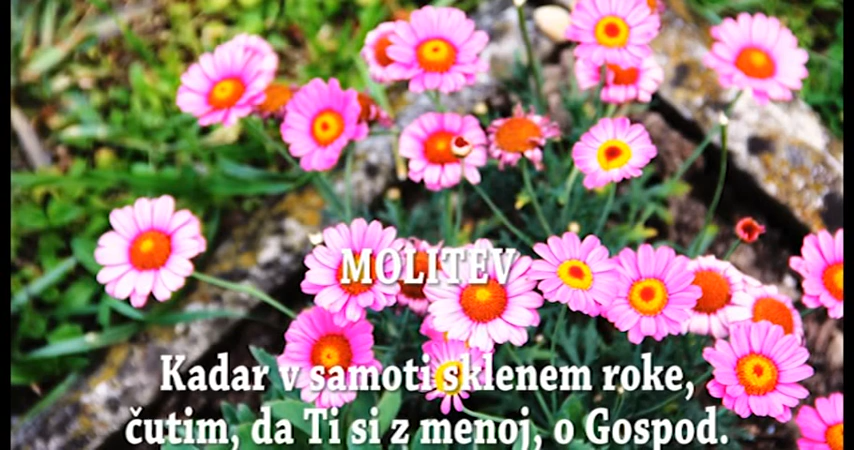 MOLITEV
Kadar v samoti sklenem roke,
čutim, da Ti si z menoj, o Gospod.